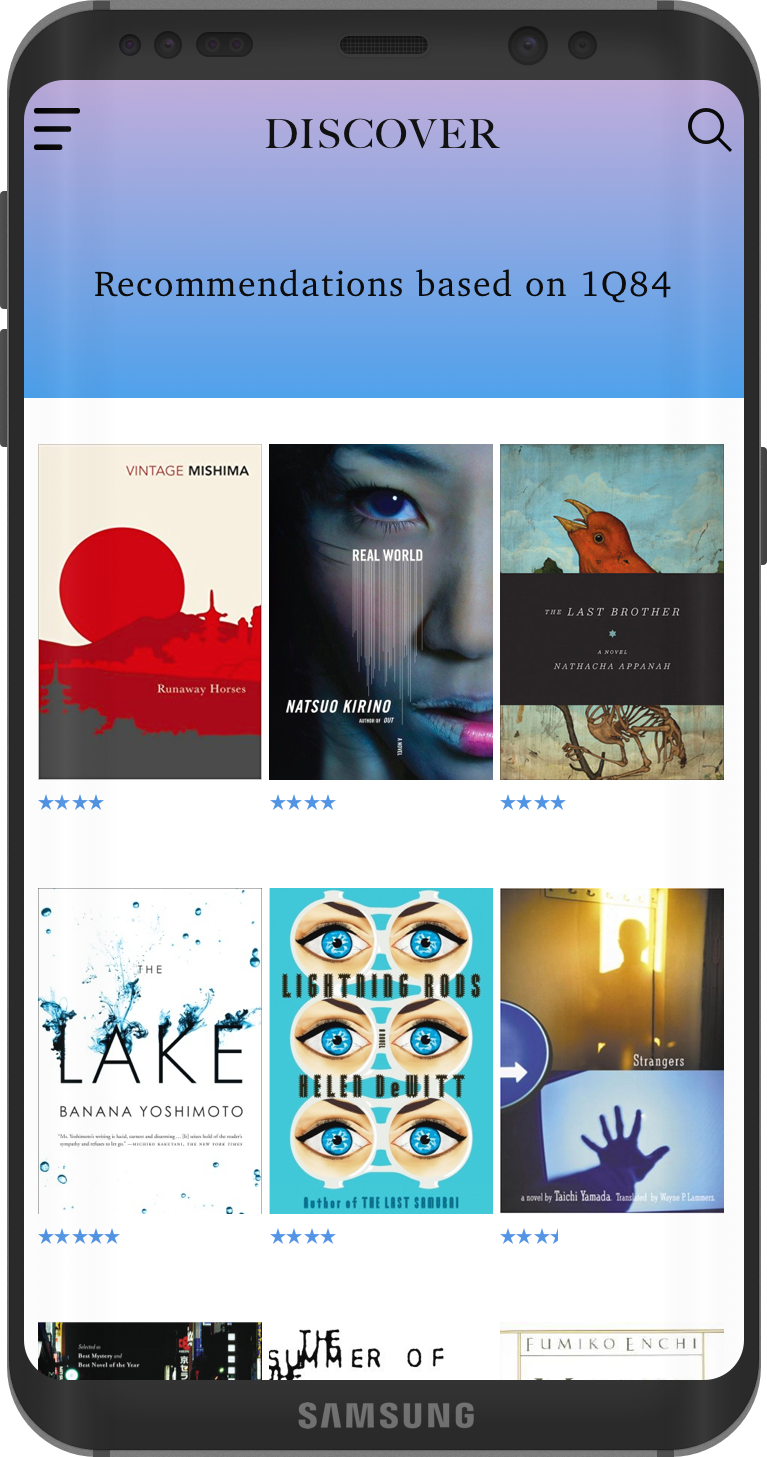 DISCOVER
Recommendations based on 1Q84
VINTAGE MISHIMA
Runaway Horses
REAL WORLD
NATSUO KIRINO
AUTHOR OF OUT
A NOVEL
THE LAST BROTHER
A NOVEL
NATHACHA APPANAH
THE
LAKE
BANANA YOSHIMOTO
"Ms. Yoshimoto's writing is lucid, earnest and disarming . . . [It] seizes hold of the reader's
sympathy and refuses to let go." —MICHIKO KAKUTANI, THE NEW YORK TIMES
LIGHTNING RODS
A NOVEL
HELEN DeWITT
Author of THE LAST SAMURAI
Strangers
a novel by Taichi Yamada. Translated by Wayne P. Lammers.
Selected as
Best Mystery and
Best Novel of the Year
THE
SUMMER OF
FUMIKO ENCHI
SAMSUNG